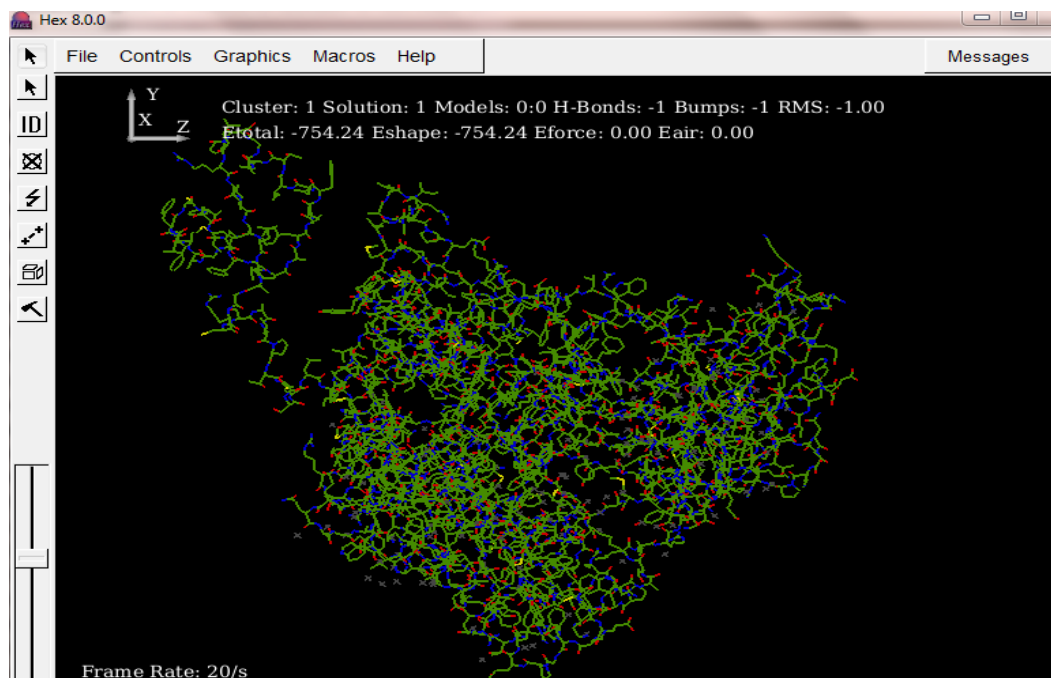 Hex 8.0.0
File Controls Graphics Macros Help Messages
Y
X Z
ID
Cluster: 1 Solution: 1 Models: 0:0 H-Bonds: -1 Bumps: -1 RMS: -1.00
Etotal: -754.24 Eshape: -754.24 Eforce: 0.00 Eair: 0.00
Frame Rate: 20/s